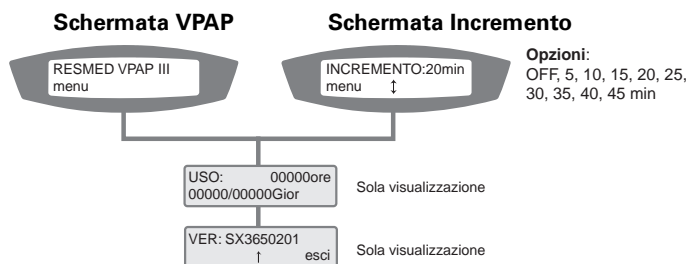 Schermata VPAP
Schermata Incremento
RESMED VPAP III
menu
INCREMENTO:20min
menu ↕
Opzioni:
OFF, 5, 10, 15, 20, 25,
30, 35, 40, 45 min
USO: 00000ore
00000/00000Gior
Sola visualizzazione
VER: SX3650201
↑ esci
Sola visualizzazione